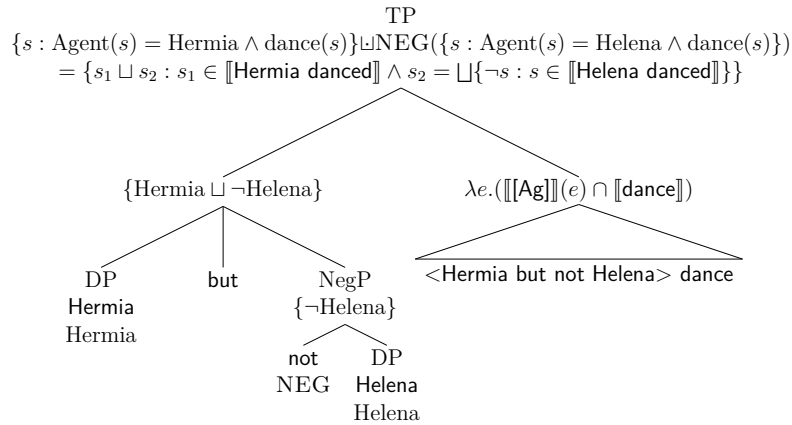 TP
{s : Agent(s) = Hermia ∧ dance(s)}⊍NEG({s : Agent(s) = Helena ∧ dance(s)})
= {s₁ ⊔ s₂ : s₁ ∈ ⟦Hermia danced⟧ ∧ s₂ = ⨆{¬s : s ∈ ⟦Helena danced⟧}}
{Hermia ⊔ ¬Helena}
λe.(⟦[Ag]⟧(e) ∩ ⟦dance⟧)
DP
Hermia
Hermia
but
NegP
{¬Helena}
<Hermia but not Helena> dance
not
NEG
DP
Helena
Helena